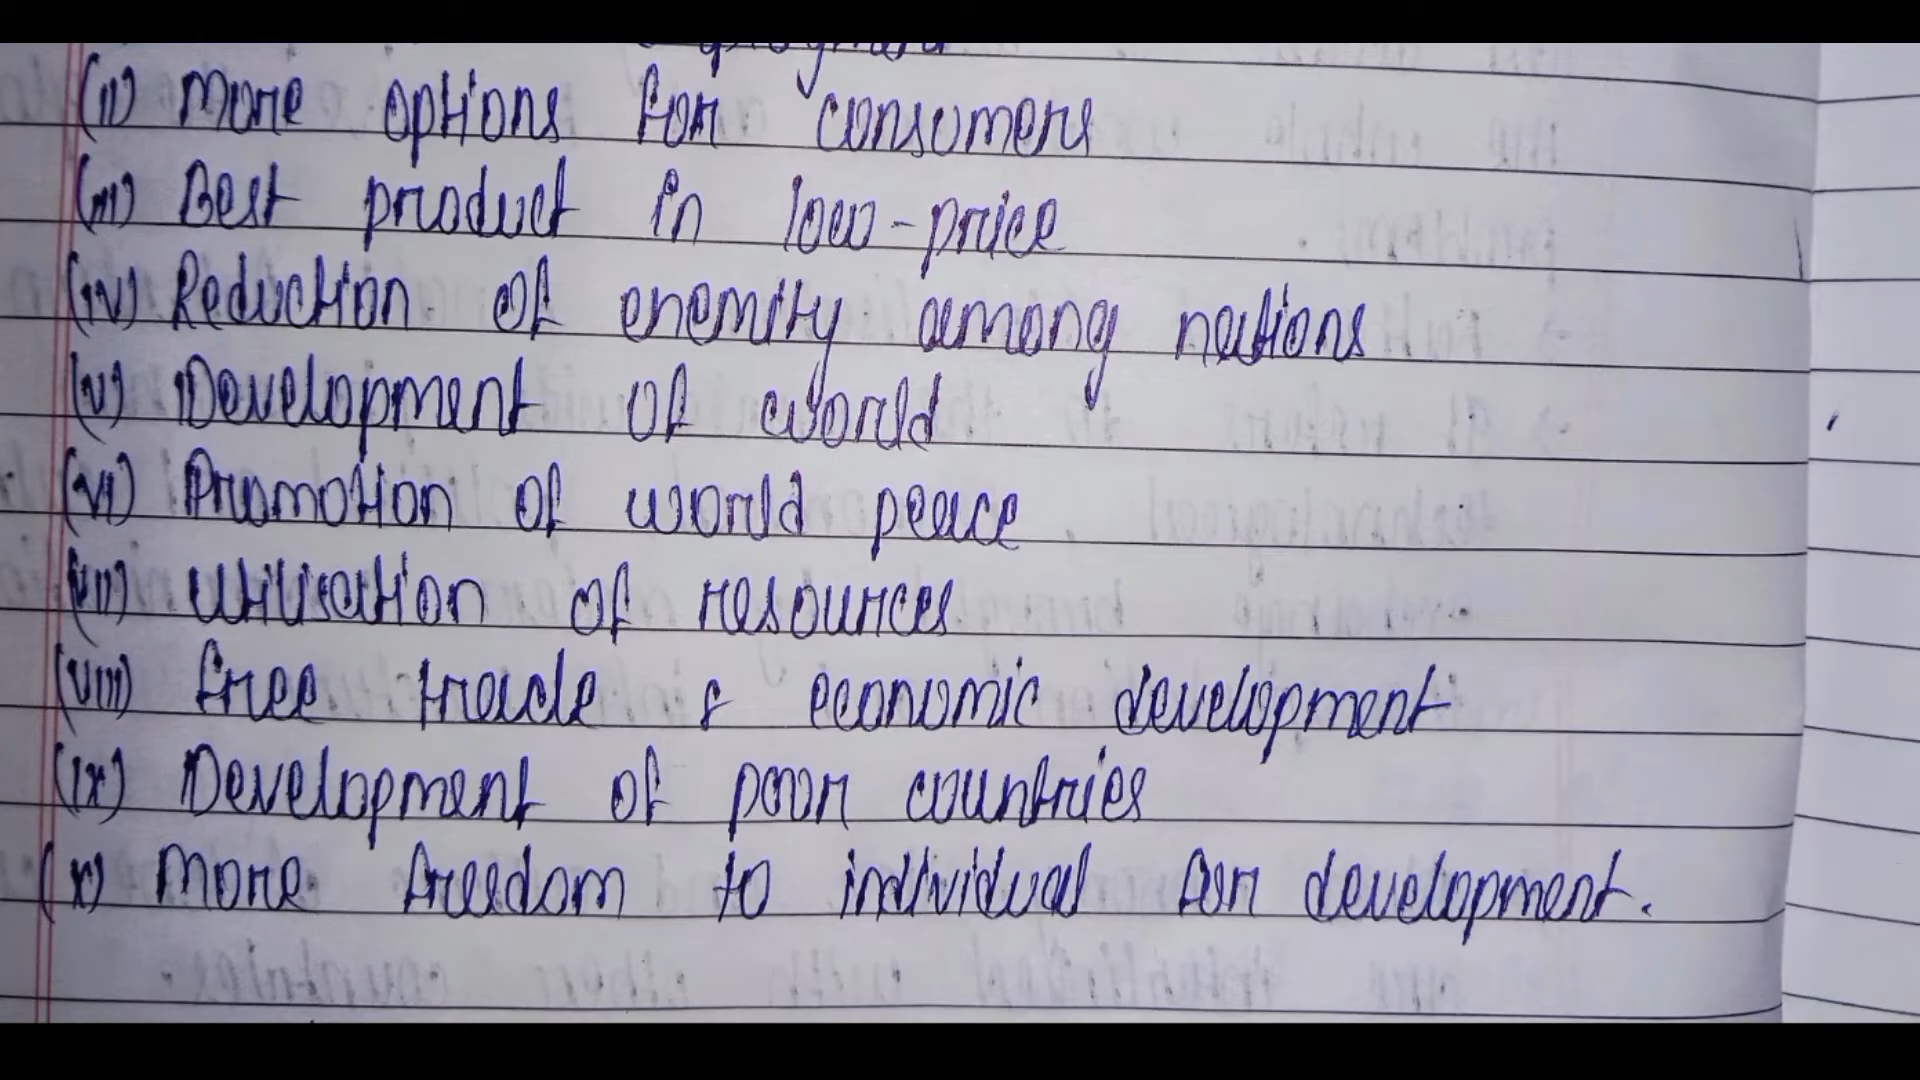 (ii) More options for consumers
(iii) Best product in low-price
(iv) Reduction of enemity among nations
(v) Development of world
(vi) Promotion of world peace
(vii) Utilisation of resources
(viii) free trade & economic development
(ix) Development of poor countries
(x) More freedom to individual for development.